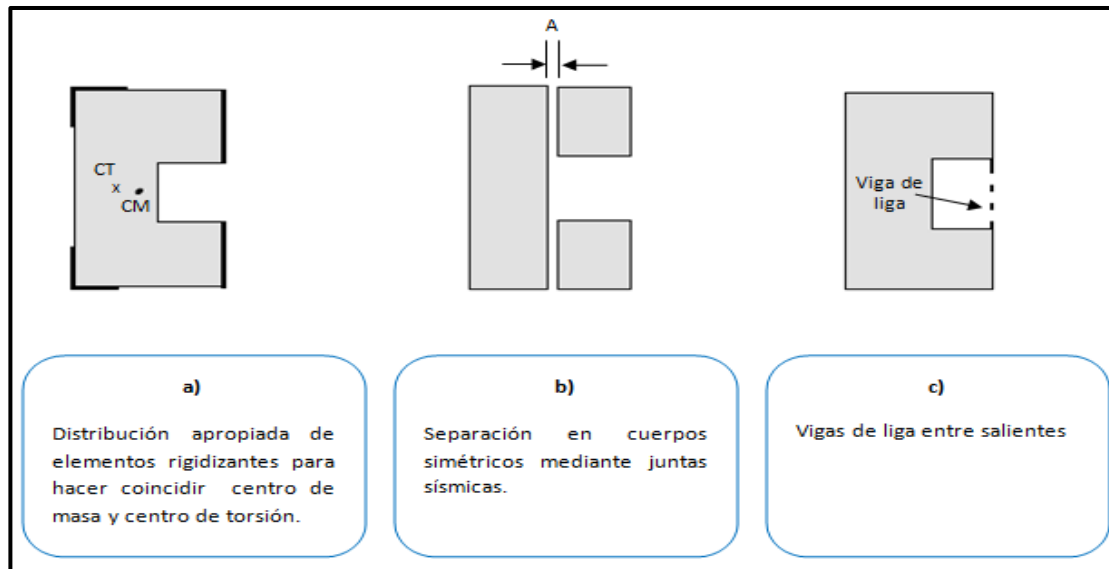 A
CT
x
CM
Viga de
liga
a)
Distribución apropiada de
elementos rigidizantes para
hacer coincidir centro de
masa y centro de torsión.
b)
Separación en cuerpos
simétricos mediante juntas
sísmicas.
c)
Vigas de liga entre salientes